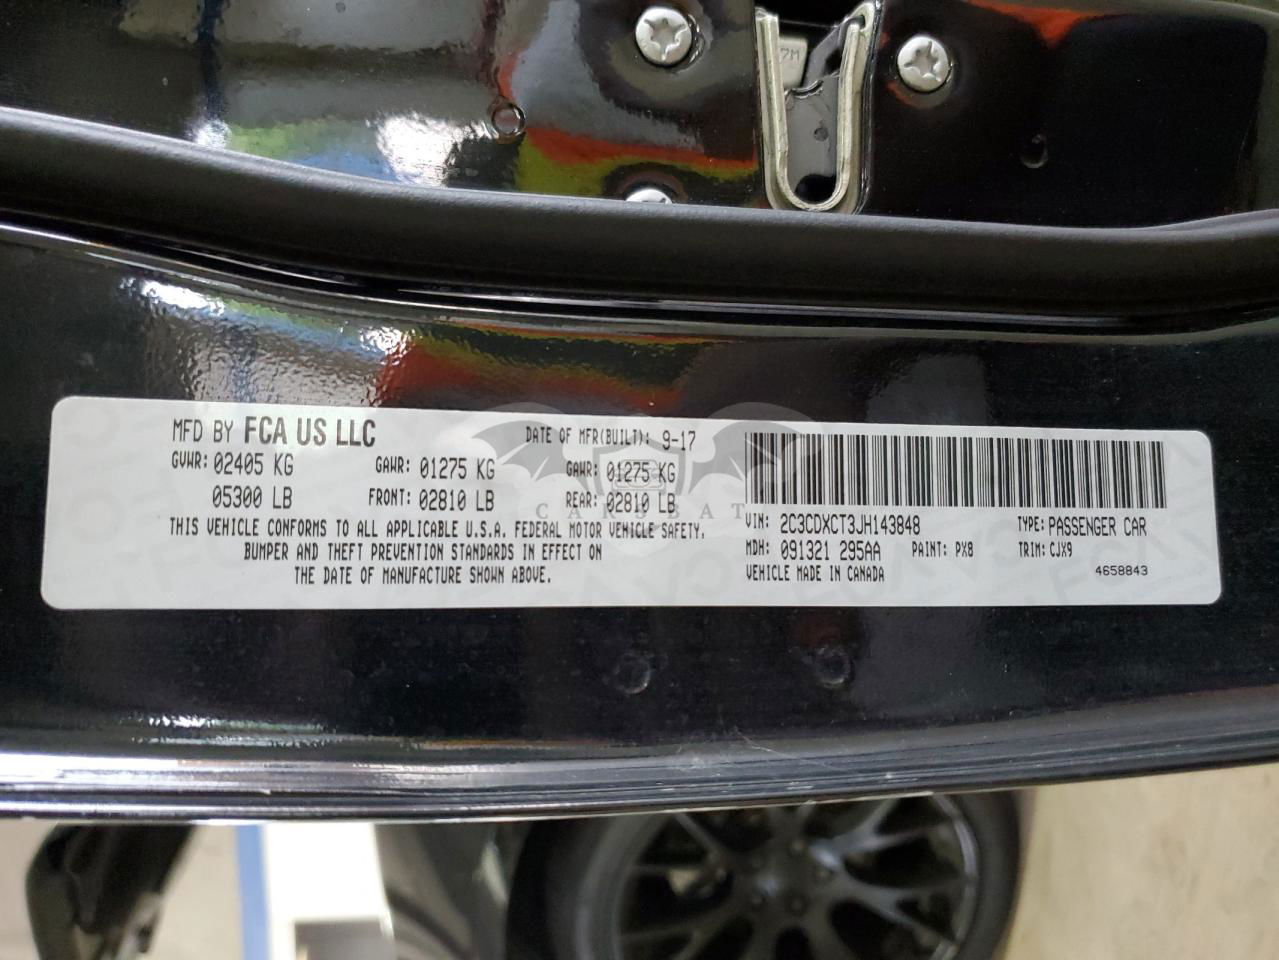 7M
MFD BY FCA US LLC DATE OF MFR(BUILT): 9-17
GVWR: 02405 KG GAWR: 01275 KG GAWR: 01275 KG
05300 LB FRONT: 02810 LB REAR: 02810 LB
CARSBAT
THIS VEHICLE CONFORMS TO ALL APPLICABLE U.S.A. FEDERAL MOTOR VEHICLE SAFETY,
BUMPER AND THEFT PREVENTION STANDARDS IN EFFECT ON
THE DATE OF MANUFACTURE SHOWN ABOVE.
VIN: 2C3CDXCT3JH143848 TYPE: PASSENGER CAR
MDH: 091321 295AA PAINT: PX8 TRIM: CJX9
VEHICLE MADE IN CANADA 4658843